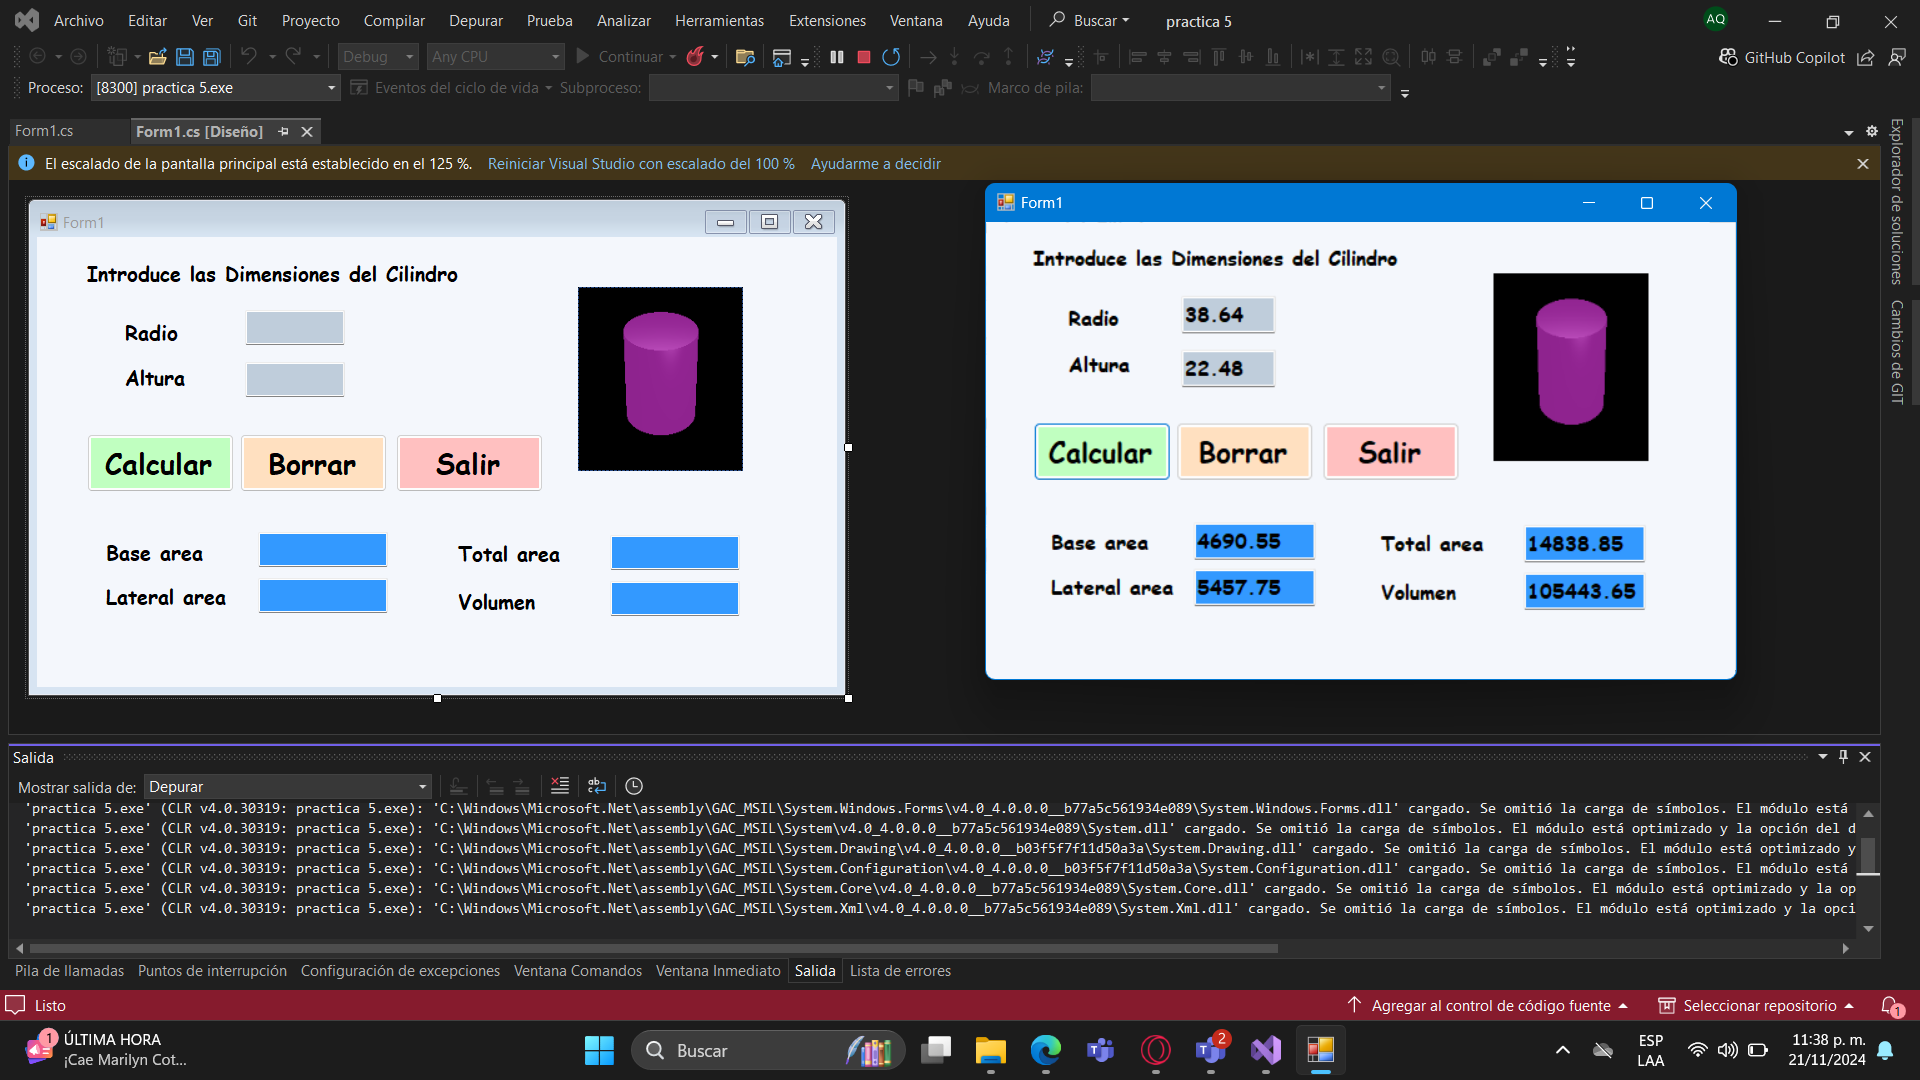 Archivo Editar Ver Git Proyecto Compilar Depurar Prueba Analizar Herramientas Extensiones Ventana Ayuda Buscar practica 5 AQ
Debug Any CPU Continuar GitHub Copilot
Proceso: [8300] practica 5.exe Eventos del ciclo de vida Subproceso: Marco de pila:
Form1.cs Form1.cs [Diseño]
El escalado de la pantalla principal está establecido en el 125 %. Reiniciar Visual Studio con escalado del 100 % Ayudarme a decidir
Explorador de soluciones
Cambios de GIT
Form1
Introduce las Dimensiones del Cilindro
Radio
Altura
Calcular Borrar Salir
Base area Total area
Lateral area Volumen
Form1
Introduce las Dimensiones del Cilindro
Radio 38.64
Altura 22.48
Calcular Borrar Salir
Base area 4690.55 Total area 14838.85
Lateral area 5457.75 Volumen 105443.65
Salida
Mostrar salida de: Depurar
'practica 5.exe' (CLR v4.0.30319: practica 5.exe): 'C:\Windows\Microsoft.Net\assembly\GAC_MSIL\System.Windows.Forms\v4.0_4.0.0.0__b77a5c561934e089\System.Windows.Forms.dll' cargado. Se omitió la carga de símbolos. El módulo está
'practica 5.exe' (CLR v4.0.30319: practica 5.exe): 'C:\Windows\Microsoft.Net\assembly\GAC_MSIL\System\v4.0_4.0.0.0__b77a5c561934e089\System.dll' cargado. Se omitió la carga de símbolos. El módulo está optimizado y la opción del d
'practica 5.exe' (CLR v4.0.30319: practica 5.exe): 'C:\Windows\Microsoft.Net\assembly\GAC_MSIL\System.Drawing\v4.0_4.0.0.0__b03f5f7f11d50a3a\System.Drawing.dll' cargado. Se omitió la carga de símbolos. El módulo está optimizado y
'practica 5.exe' (CLR v4.0.30319: practica 5.exe): 'C:\Windows\Microsoft.Net\assembly\GAC_MSIL\System.Configuration\v4.0_4.0.0.0__b03f5f7f11d50a3a\System.Configuration.dll' cargado. Se omitió la carga de símbolos. El módulo está
'practica 5.exe' (CLR v4.0.30319: practica 5.exe): 'C:\Windows\Microsoft.Net\assembly\GAC_MSIL\System.Core\v4.0_4.0.0.0__b77a5c561934e089\System.Core.dll' cargado. Se omitió la carga de símbolos. El módulo está optimizado y la op
'practica 5.exe' (CLR v4.0.30319: practica 5.exe): 'C:\Windows\Microsoft.Net\assembly\GAC_MSIL\System.Xml\v4.0_4.0.0.0__b77a5c561934e089\System.Xml.dll' cargado. Se omitió la carga de símbolos. El módulo está optimizado y la opci
Pila de llamadas Puntos de interrupción Configuración de excepciones Ventana Comandos Ventana Inmediato Salida Lista de errores
Listo Agregar al control de código fuente Seleccionar repositorio 1
1 ÚLTIMA HORA
¡Cae Marilyn Cot...
Buscar
2
ESP
LAA
11:38 p. m.
21/11/2024